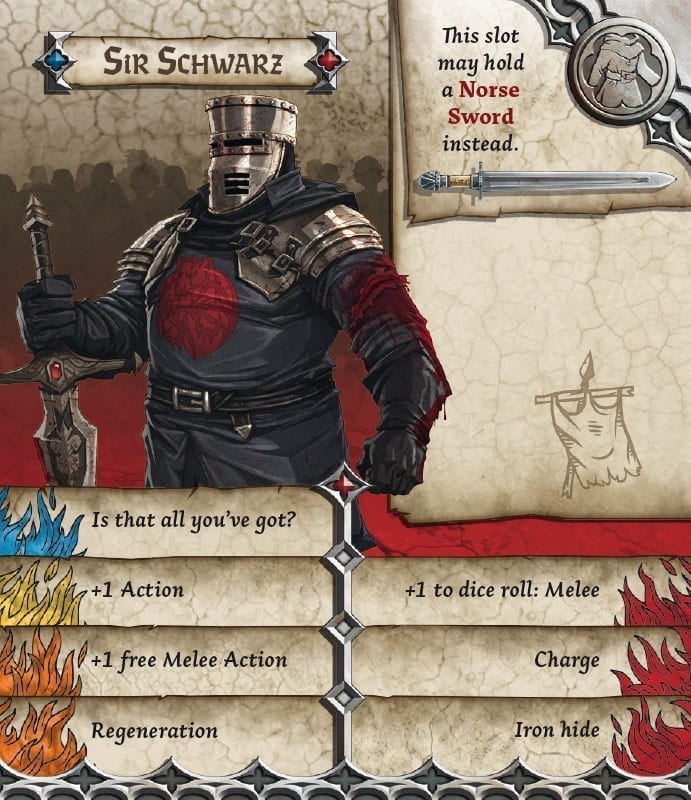 Sir Schwarz
This slot
may hold
a Norse
Sword
instead.
Is that all you've got?
+1 Action
+1 to dice roll: Melee
+1 free Melee Action
Charge
Regeneration
Iron hide